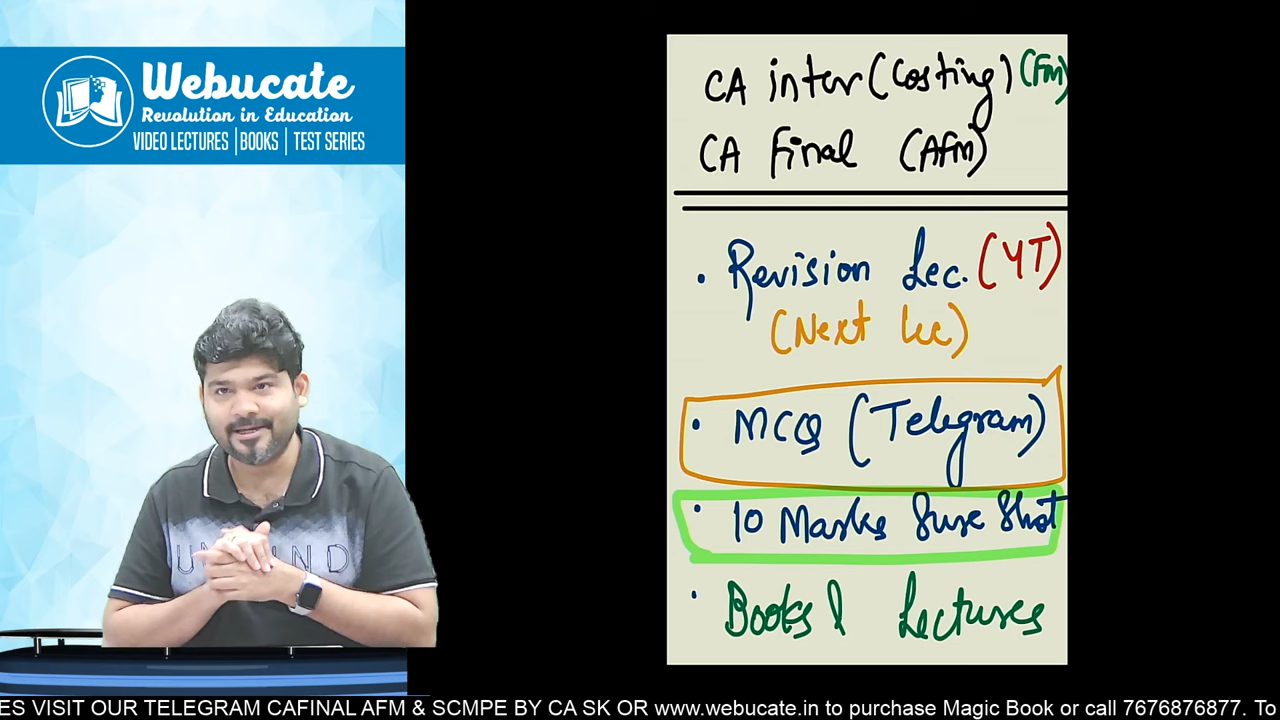 Webucate
Revolution in Education
VIDEO LECTURES | BOOKS | TEST SERIES
CA inter (Costing) (Fm)
CA Final (AFm)
• Revision Lec. (YT)
(Next lec)
• MCQ (Telegram)
• 10 Marks Sure Shot
• Books & Lectures
UNWIND
ES VISIT OUR TELEGRAM CAFINAL AFM & SCMPE BY CA SK OR www.webucate.in to purchase Magic Book or call 7676876877. To